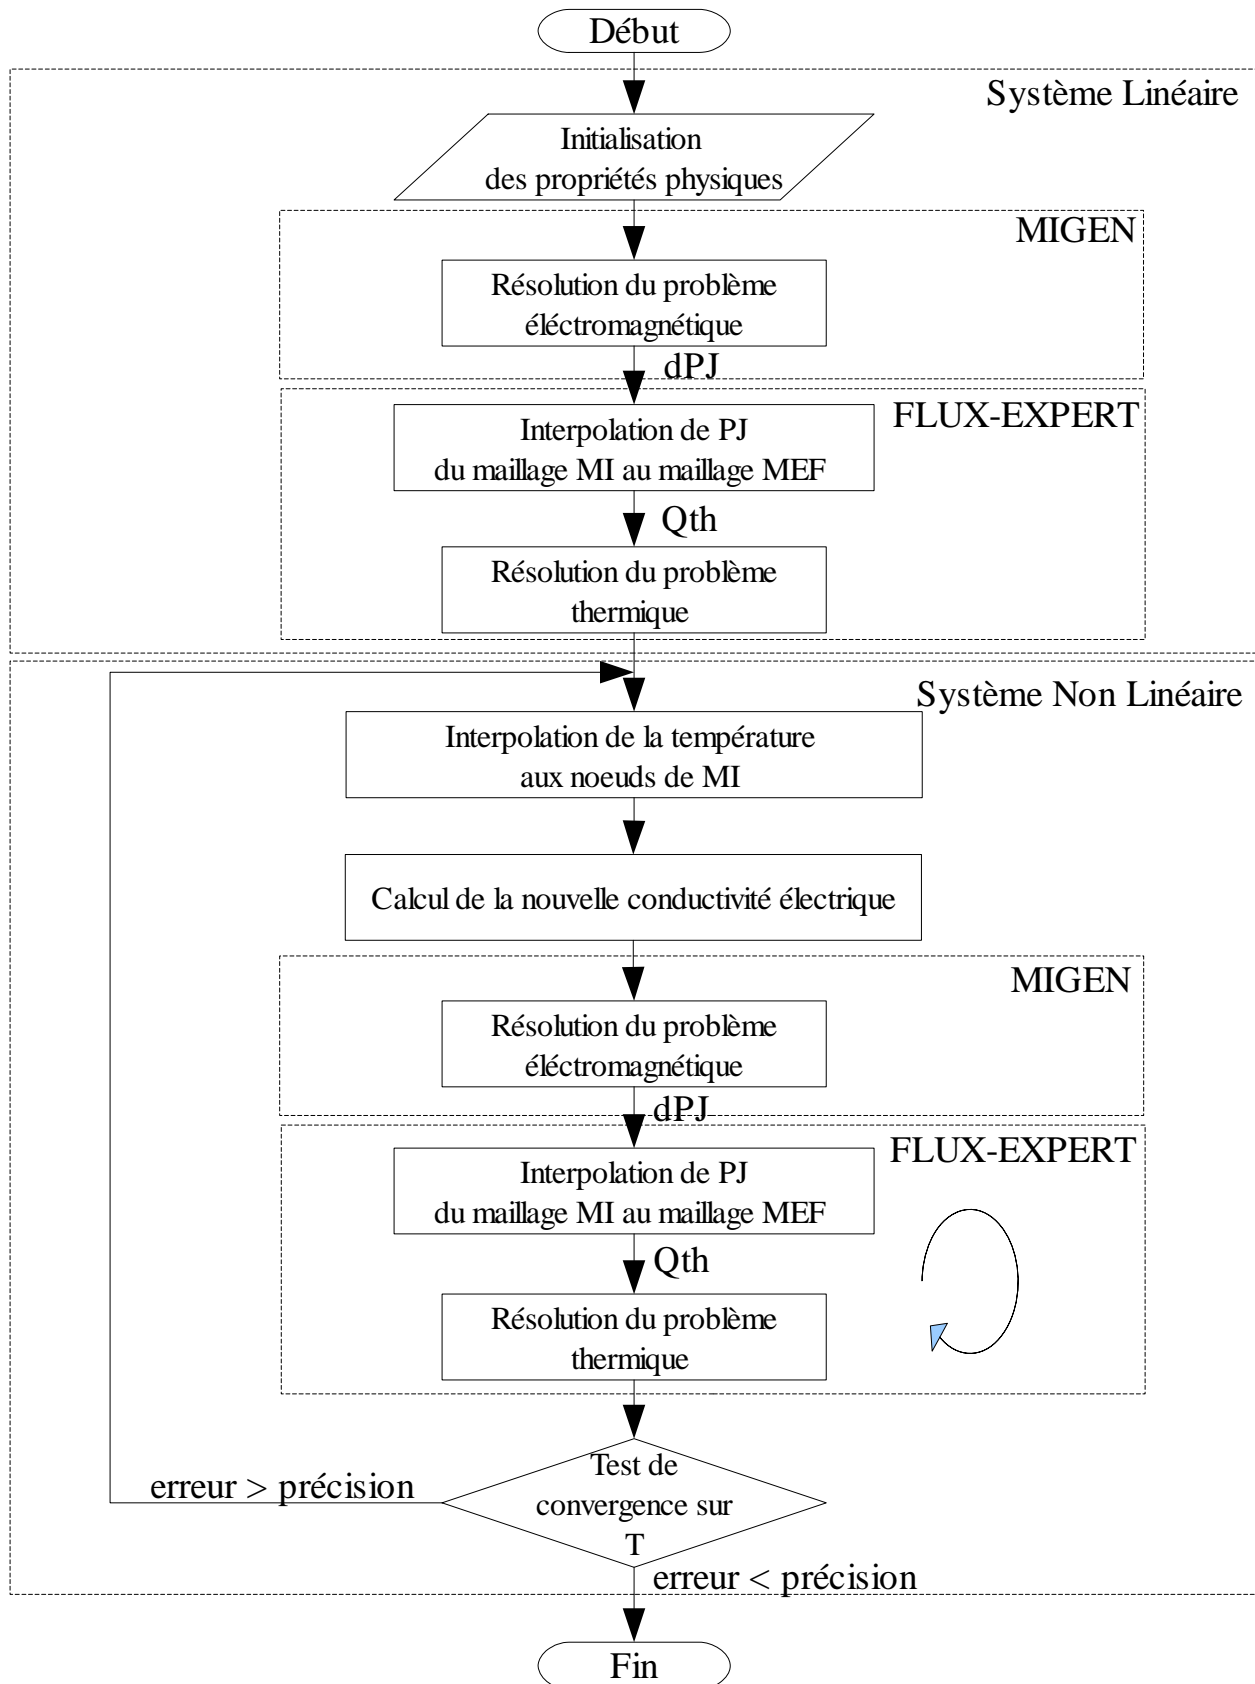 Début
Système Linéaire
Initialisation
des propriétés physiques
MIGEN
Résolution du problème
éléctromagnétique
dPJ
FLUX-EXPERT
Interpolation de PJ
du maillage MI au maillage MEF
Qth
Résolution du problème
thermique
Système Non Linéaire
Interpolation de la température
aux noeuds de MI
Calcul de la nouvelle conductivité électrique
MIGEN
Résolution du problème
éléctromagnétique
dPJ
FLUX-EXPERT
Interpolation de PJ
du maillage MI au maillage MEF
Qth
Résolution du problème
thermique
Test de
convergence sur
T
erreur > précision
erreur < précision
Fin